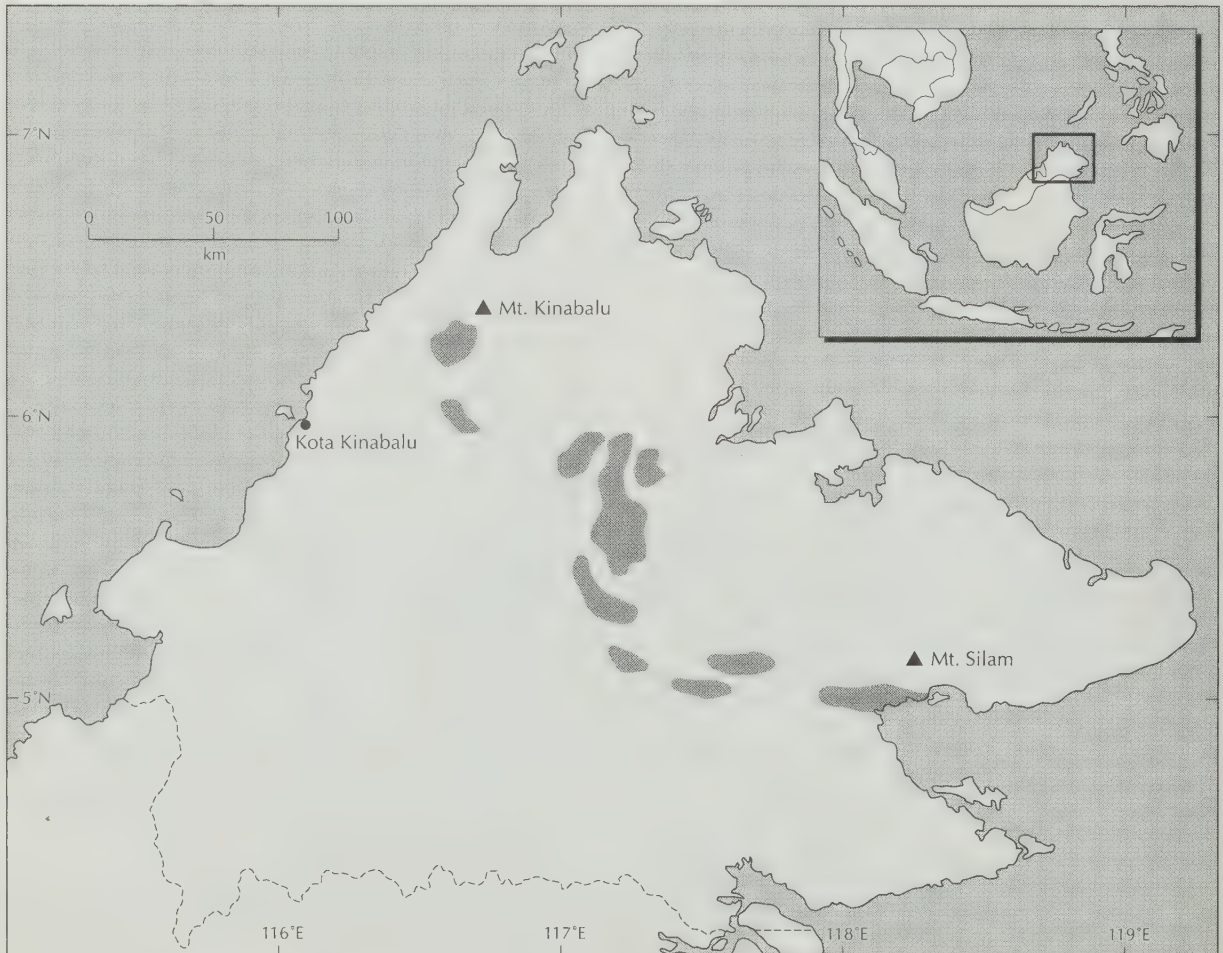 7°N
0 50 100
km
▲ Mt. Kinabalu
6°N
Kota Kinabalu
▲ Mt. Silam
5°N
116°E 117°E 118°E 119°E